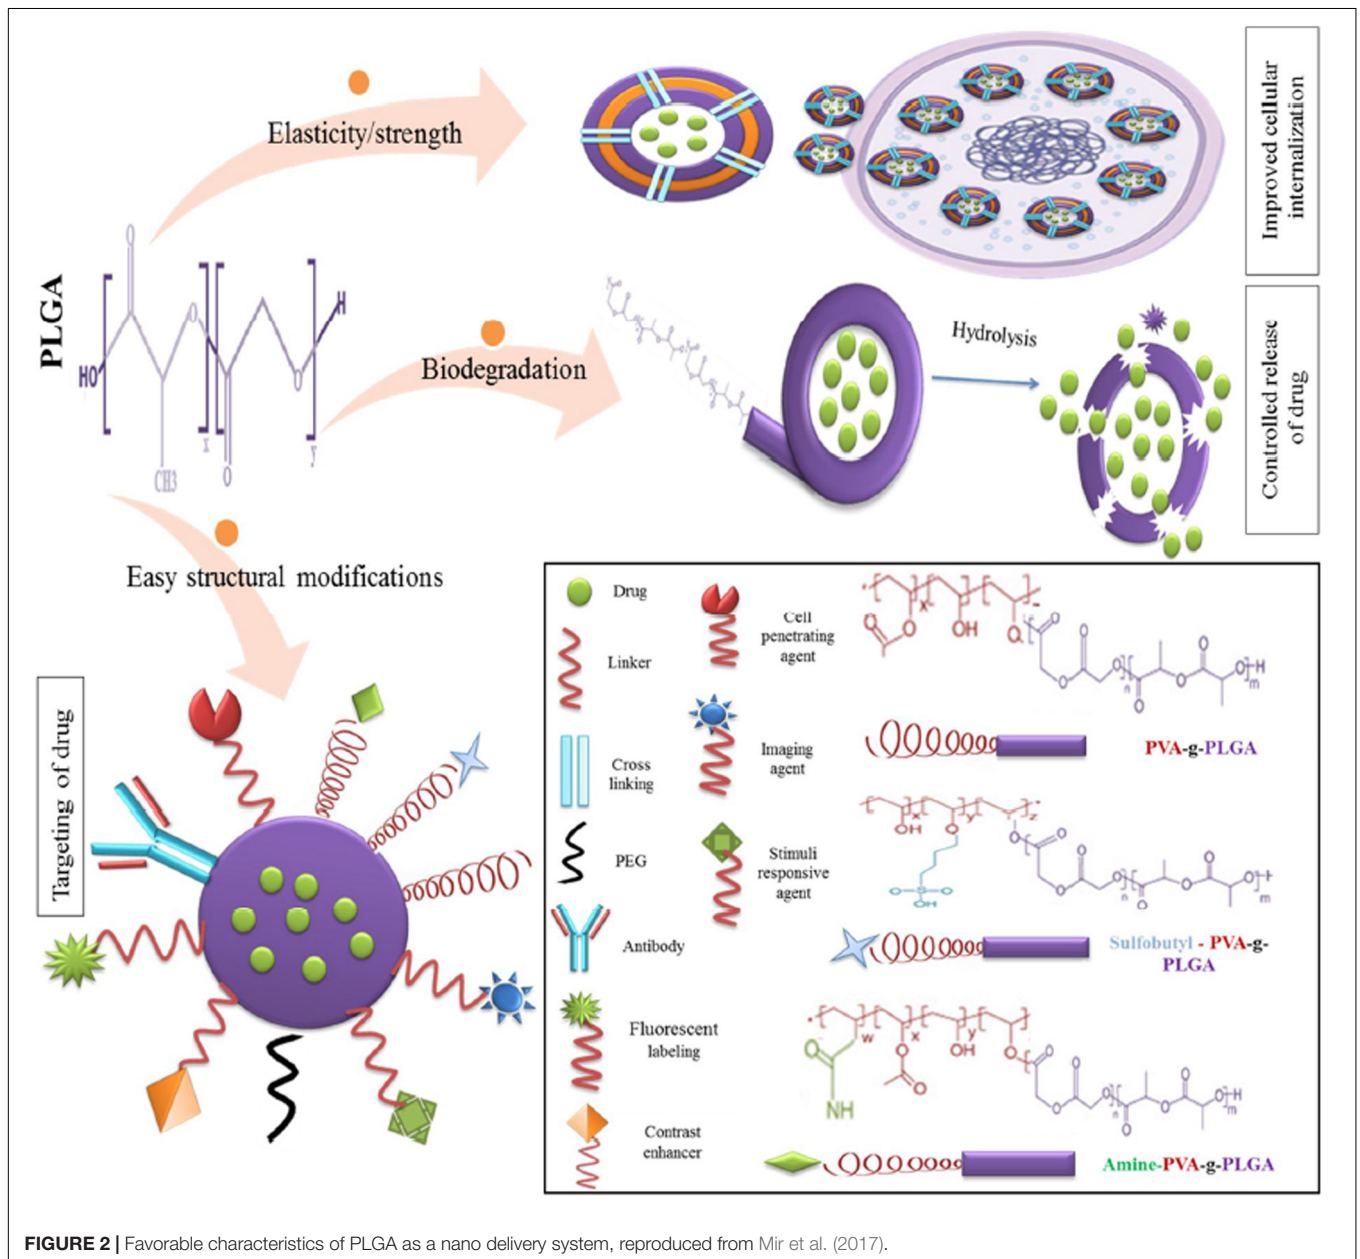 Elasticity/strength
Improved cellular
internalization
PLGA
HO
O
O
CH3
x
O
O
y
H
Biodegradation
Hydrolysis
Controlled release
of drug
Easy structural modifications
Targeting of drug
Drug
Linker
Cross
linking
PEG
Antibody
Fluorescent
labeling
Contrast
enhancer
Cell
penetrating
agent
Imaging
agent
Stimuli
responsive
agent
x
O
O
OH
O
O
O
O
O
n
O
O
O
O
H
m
PVA-g-PLGA
x
y
z
OH
O
O
O
S
O
OH
O
O
O
O
n
O
O
O
O
m
H
Sulfobutyl - PVA-g-
PLGA
w
x
y
O
NH
O
O
OH
O
O
O
O
O
n
O
O
O
O
H
m
Amine-PVA-g-PLGA
FIGURE 2 | Favorable characteristics of PLGA as a nano delivery system, reproduced from Mir et al. (2017).